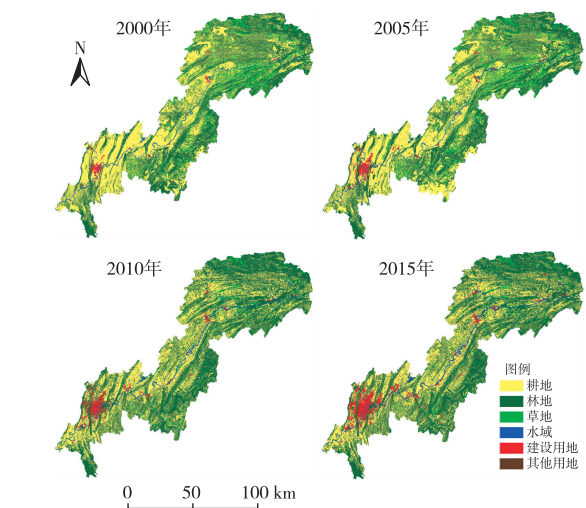 2000年
2005年
N
2010年
2015年
图例
耕地
林地
草地
水域
建设用地
其他用地
0 50 100 km